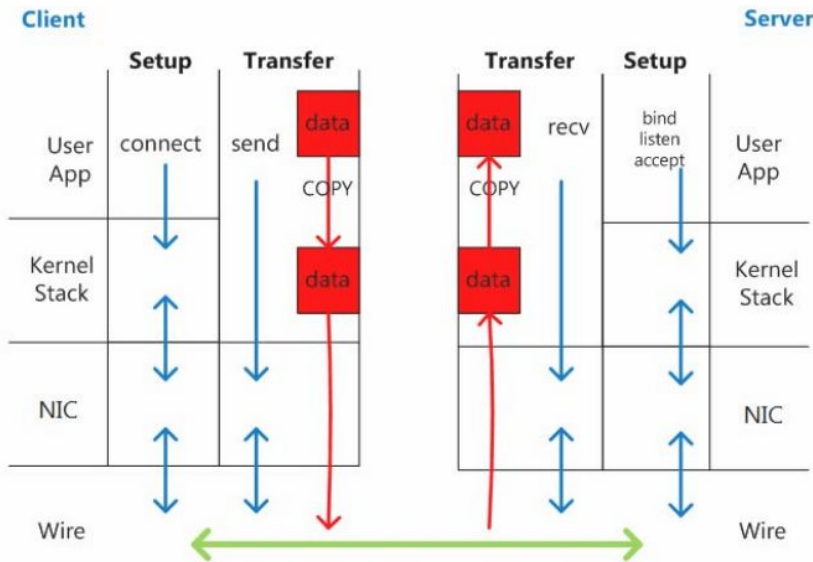 Client
Server
Setup
Transfer
Transfer
Setup
User
App
connect
send
data
COPY
data
COPY
recv
bind
listen
accept
User
App
Kernel
Stack
data
data
Kernel
Stack
NIC
NIC
Wire
Wire